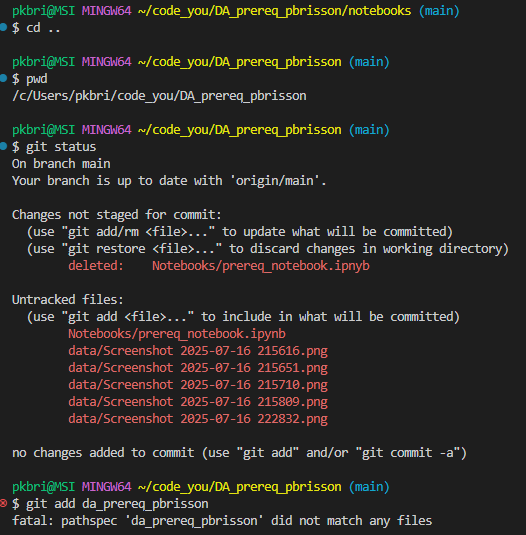 pkbri@MSI MINGW64 ~/code_you/DA_prereq_pbrisson/notebooks (main)
$ cd ..
pkbri@MSI MINGW64 ~/code_you/DA_prereq_pbrisson (main)
$ pwd
/c/Users/pkbri/code_you/DA_prereq_pbrisson
pkbri@MSI MINGW64 ~/code_you/DA_prereq_pbrisson (main)
$ git status
On branch main
Your branch is up to date with 'origin/main'.
Changes not staged for commit:
(use "git add/rm <file>..." to update what will be committed)
(use "git restore <file>..." to discard changes in working directory)
deleted:    Notebooks/prereq_notebook.ipnyb
Untracked files:
(use "git add <file>..." to include in what will be committed)
Notebooks/prereq_notebook.ipynb
data/Screenshot 2025-07-16 215616.png
data/Screenshot 2025-07-16 215651.png
data/Screenshot 2025-07-16 215710.png
data/Screenshot 2025-07-16 215809.png
data/Screenshot 2025-07-16 222832.png
no changes added to commit (use "git add" and/or "git commit -a")
pkbri@MSI MINGW64 ~/code_you/DA_prereq_pbrisson (main)
$ git add da_prereq_pbrisson
fatal: pathspec 'da_prereq_pbrisson' did not match any files